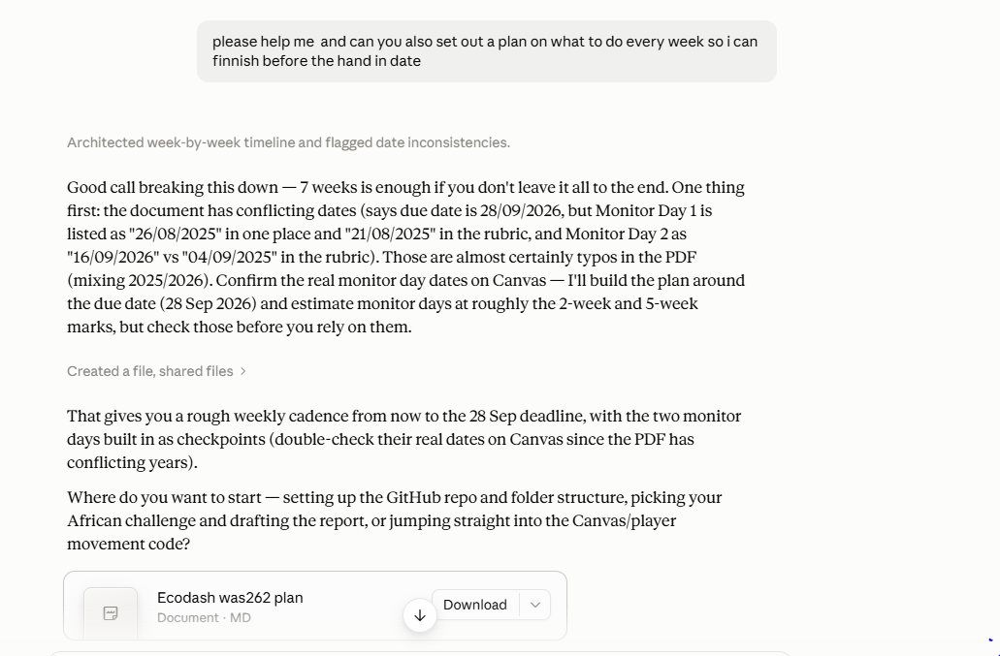 please help me  and can you also set out a plan on what to do every week so i can
finnish before the hand in date
Architected week-by-week timeline and flagged date inconsistencies.
Good call breaking this down — 7 weeks is enough if you don't leave it all to the end. One thing
first: the document has conflicting dates (says due date is 28/09/2026, but Monitor Day 1 is
listed as "26/08/2025" in one place and "21/08/2025" in the rubric, and Monitor Day 2 as
"16/09/2026" vs "04/09/2025" in the rubric). Those are almost certainly typos in the PDF
(mixing 2025/2026). Confirm the real monitor day dates on Canvas — I'll build the plan around
the due date (28 Sep 2026) and estimate monitor days at roughly the 2-week and 5-week
marks, but check those before you rely on them.
Created a file, shared files
That gives you a rough weekly cadence from now to the 28 Sep deadline, with the two monitor
days built in as checkpoints (double-check their real dates on Canvas since the PDF has
conflicting years).
Where do you want to start — setting up the GitHub repo and folder structure, picking your
African challenge and drafting the report, or jumping straight into the Canvas/player
movement code?
Ecodash was262 plan
Document · MD
Download